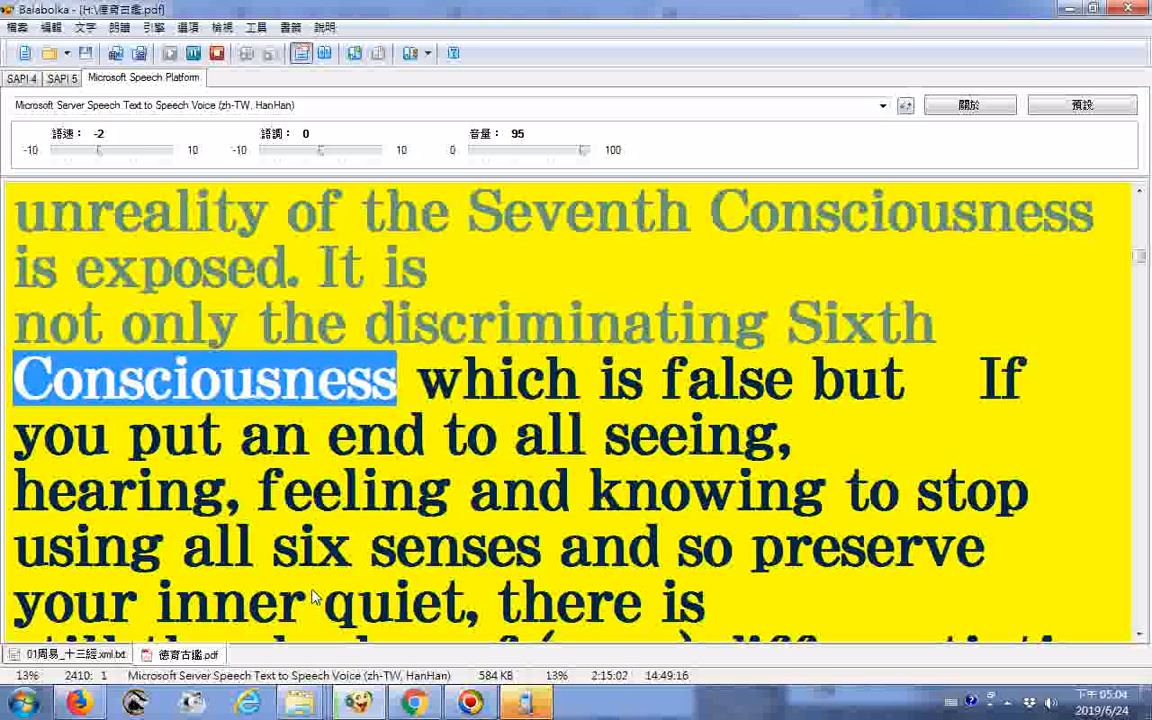 Balabolka - [H:\德育古鑑.pdf]
檔案 編輯 文字 朗讀 引擎 選項 檢視 工具 書籤 說明
SAPI 4 SAPI 5 Microsoft Speech Platform
Microsoft Server Speech Text to Speech Voice (zh-TW, HanHan)
關於 預設
語速： -2 語調： 0 音量： 95
-10 10 -10 10 0 100
unreality of the Seventh Consciousness
is exposed. It is
not only the discriminating Sixth
Consciousness which is false but If
you put an end to all seeing,
hearing, feeling and knowing to stop
using all six senses and so preserve
your inner quiet, there is
01周易_十三經.xml.txt 德育古鑑.pdf
13% 2410: 1 Microsoft Server Speech Text to Speech Voice (zh-TW, HanHan) 584 KB 13% 2:15:02 14:49:16
下午 05:04
2019/6/24